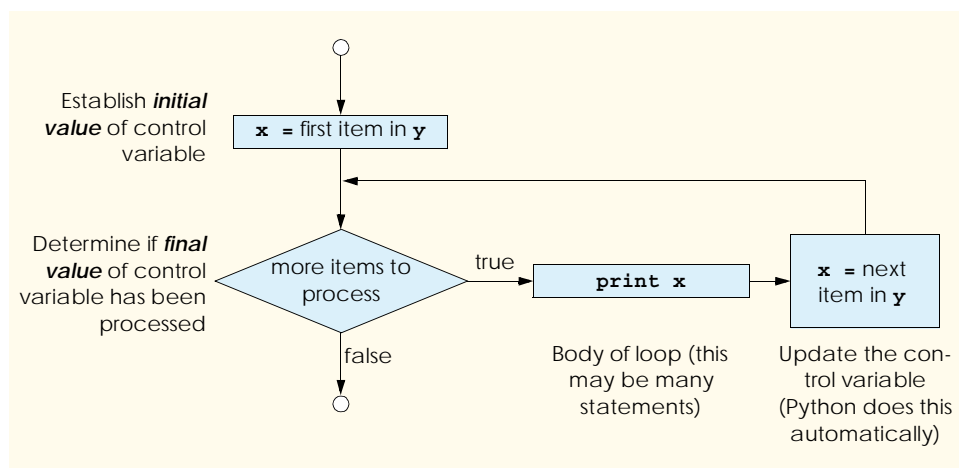 Establish initial
value of control
variable
x = first item in y
Determine if final
value of control
variable has been
processed
more items to
process
true
print x
x = next
item in y
false
Body of loop (this
may be many
statements)
Update the con-
trol variable
(Python does this
automatically)